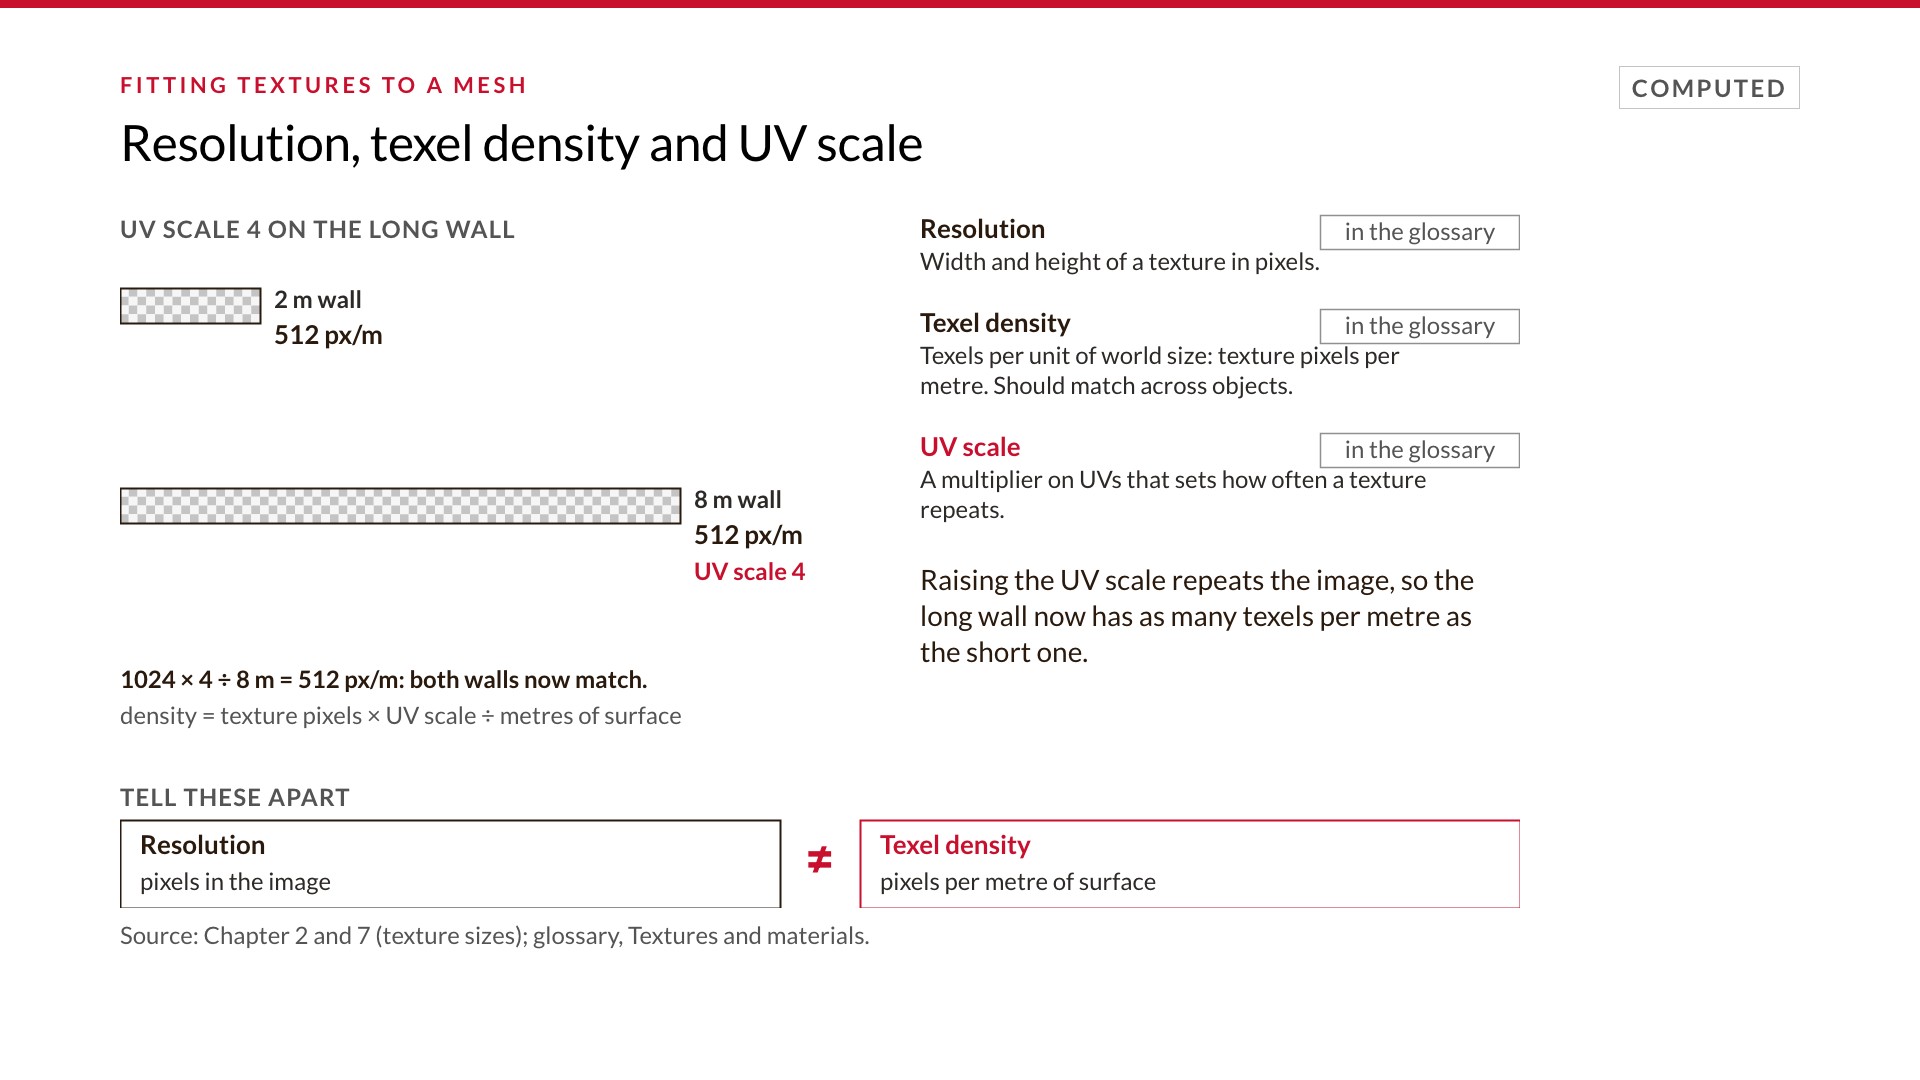 FITTING TEXTURES TO A MESH
COMPUTED
Resolution, texel density and UV scale
UV SCALE 4 ON THE LONG WALL
2 m wall
512 px/m
8 m wall
512 px/m
UV scale 4
1024 × 4 ÷ 8 m = 512 px/m: both walls now match.
density = texture pixels × UV scale ÷ metres of surface
Resolution
in the glossary
Width and height of a texture in pixels.
Texel density
in the glossary
Texels per unit of world size: texture pixels per
metre. Should match across objects.
UV scale
in the glossary
A multiplier on UVs that sets how often a texture
repeats.
Raising the UV scale repeats the image, so the
long wall now has as many texels per metre as
the short one.
TELL THESE APART
Resolution
pixels in the image
≠
Texel density
pixels per metre of surface
Source: Chapter 2 and 7 (texture sizes); glossary, Textures and materials.